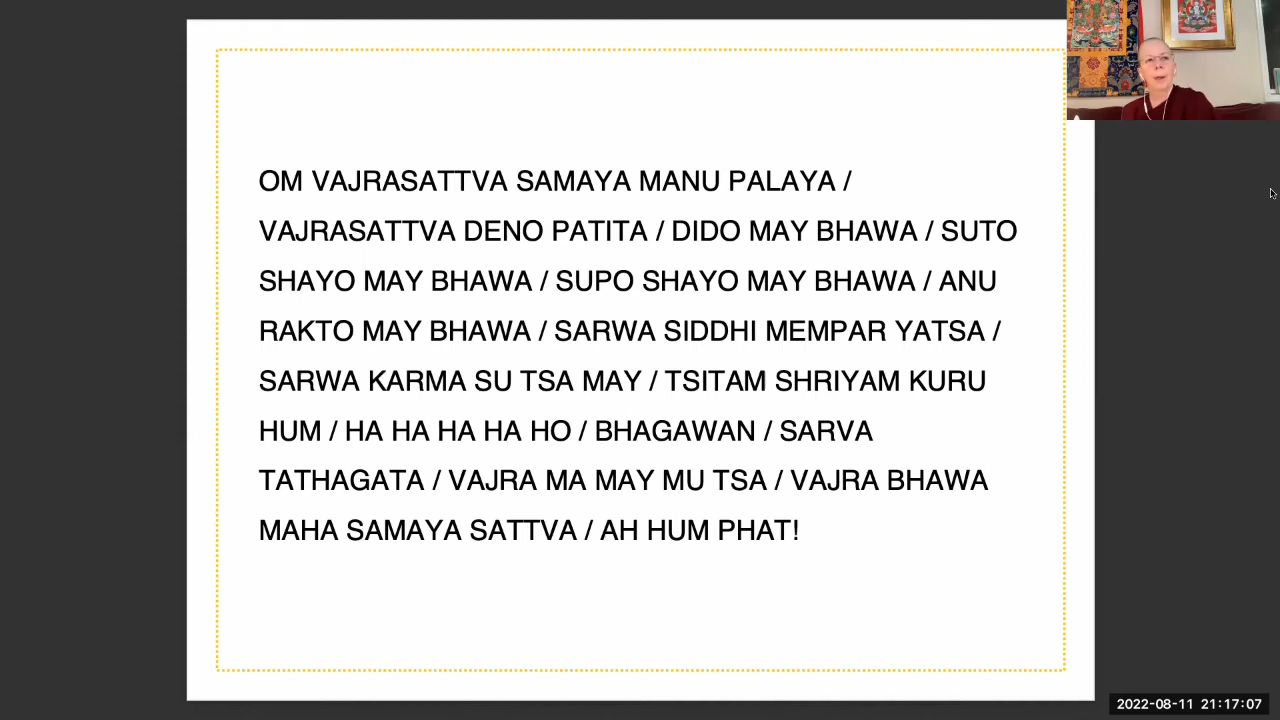 OM VAJRASATTVA SAMAYA MANU PALAYA /
VAJRASATTVA DENO PATITA / DIDO MAY BHAWA / SUTO
SHAYO MAY BHAWA / SUPO SHAYO MAY BHAWA / ANU
RAKTO MAY BHAWA / SARWA SIDDHI MEMPAR YATSA /
SARWA KARMA SU TSA MAY / TSITAM SHRIYAM KURU
HUM / HA HA HA HA HO / BHAGAWAN / SARVA
TATHAGATA / VAJRA MA MAY MU TSA / VAJRA BHAWA
MAHA SAMAYA SATTVA / AH HUM PHAT!
2022-08-11 21:17:07